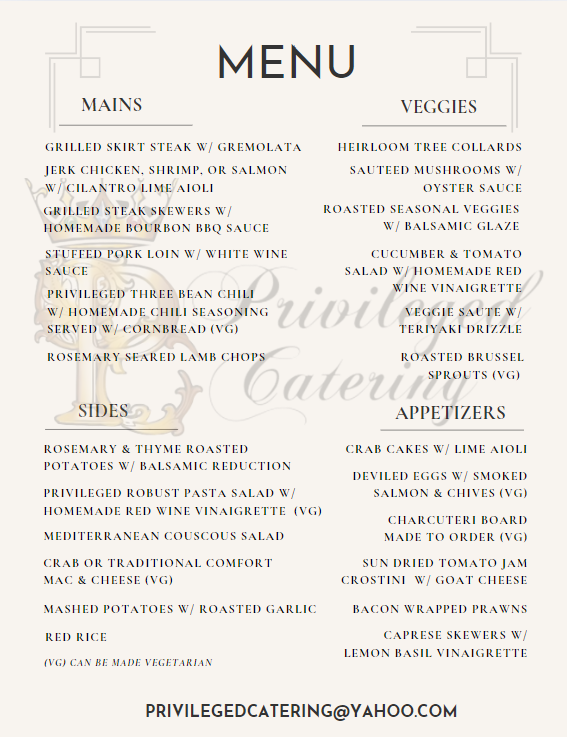 MENU
MAINS
GRILLED SKIRT STEAK W/ GREMOLATA
JERK CHICKEN, SHRIMP, OR SALMON
W/ CILANTRO LIME AIOLI
GRILLED STEAK SKEWERS W/
HOMEMADE BOURBON BBQ SAUCE
STUFFED PORK LOIN W/ WHITE WINE
SAUCE
PRIVILEGED THREE BEAN CHILI
W/ HOMEMADE CHILI SEASONING
SERVED W/ CORNBREAD (VG)
ROSEMARY SEARED LAMB CHOPS
VEGGIES
HEIRLOOM TREE COLLARDS
SAUTEED MUSHROOMS W/
OYSTER SAUCE
ROASTED SEASONAL VEGGIES
W/ BALSAMIC GLAZE
CUCUMBER & TOMATO
SALAD W/ HOMEMADE RED
WINE VINAIGRETTE
VEGGIE SAUTE W/
TERIYAKI DRIZZLE
ROASTED BRUSSEL
SPROUTS (VG)
Privileged
Catering
SIDES
ROSEMARY & THYME ROASTED
POTATOES W/ BALSAMIC REDUCTION
PRIVILEGED ROBUST PASTA SALAD W/
HOMEMADE RED WINE VINAIGRETTE (VG)
MEDITERRANEAN COUSCOUS SALAD
CRAB OR TRADITIONAL COMFORT
MAC & CHEESE (VG)
MASHED POTATOES W/ ROASTED GARLIC
RED RICE
(VG) CAN BE MADE VEGETARIAN
APPETIZERS
CRAB CAKES W/ LIME AIOLI
DEVILED EGGS W/ SMOKED
SALMON & CHIVES (VG)
CHARCUTERI BOARD
MADE TO ORDER (VG)
SUN DRIED TOMATO JAM
CROSTINI W/ GOAT CHEESE
BACON WRAPPED PRAWNS
CAPRESE SKEWERS W/
LEMON BASIL VINAIGRETTE
PRIVILEGEDCATERING@YAHOO.COM